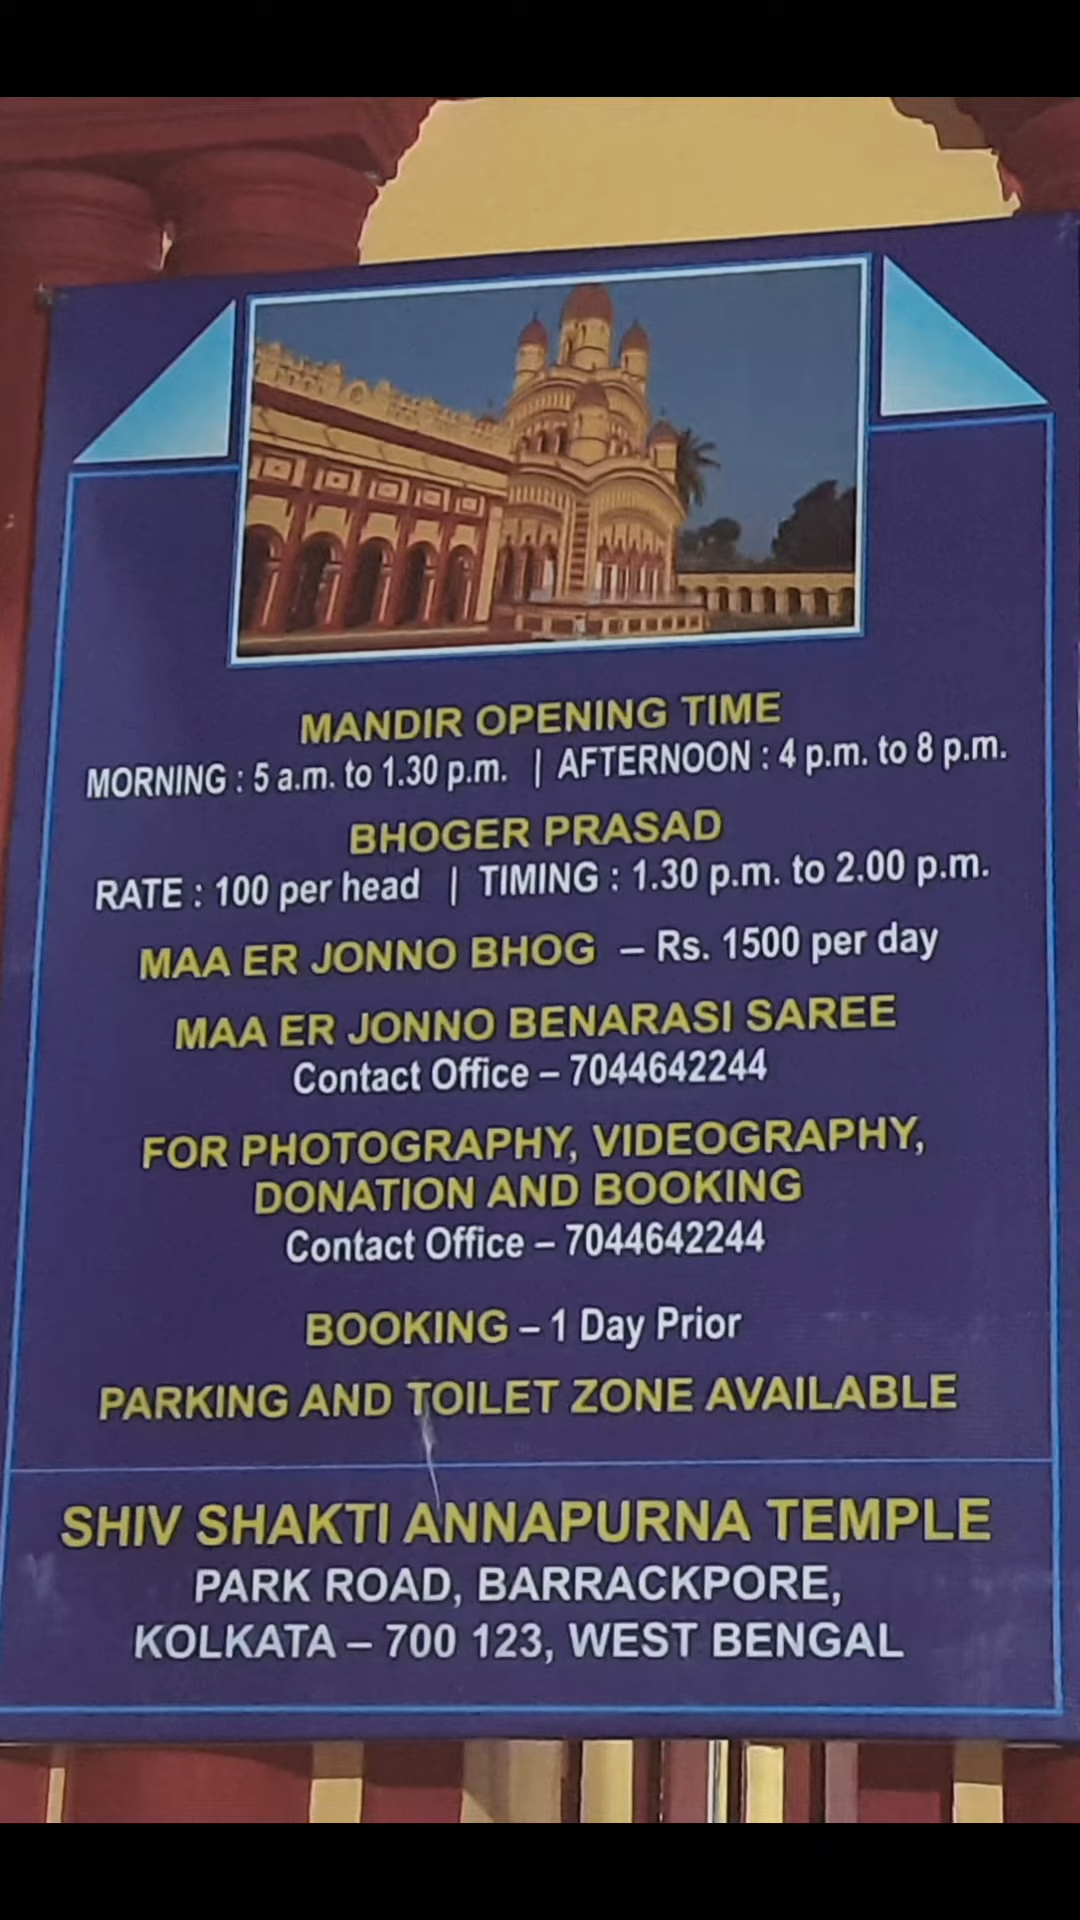 MANDIR OPENING TIME
MORNING : 5 a.m. to 1.30 p.m. | AFTERNOON : 4 p.m. to 8 p.m.
BHOGER PRASAD
RATE : 100 per head | TIMING : 1.30 p.m. to 2.00 p.m.
MAA ER JONNO BHOG – Rs. 1500 per day
MAA ER JONNO BENARASI SAREE
Contact Office – 7044642244
FOR PHOTOGRAPHY, VIDEOGRAPHY,
DONATION AND BOOKING
Contact Office – 7044642244
BOOKING – 1 Day Prior
PARKING AND TOILET ZONE AVAILABLE
SHIV SHAKTI ANNAPURNA TEMPLE
PARK ROAD, BARRACKPORE,
KOLKATA – 700 123, WEST BENGAL